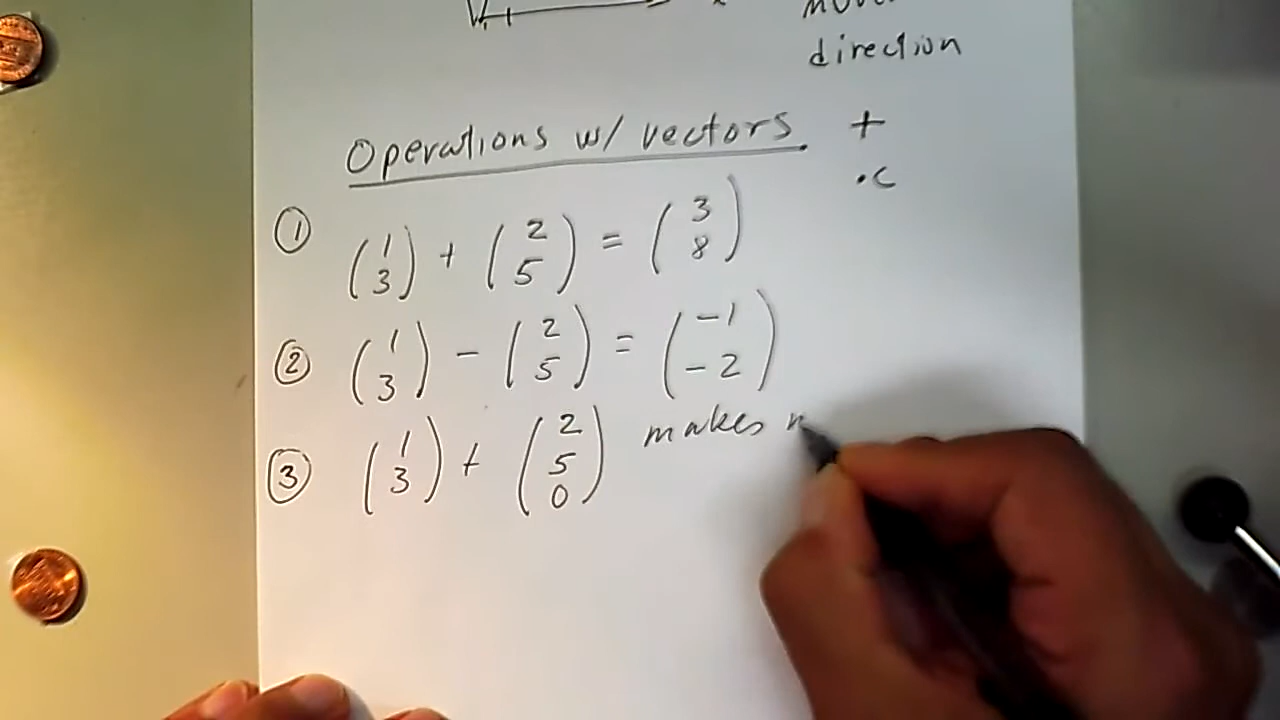 direction
Operations w/ vectors. +
.c
① (1 3) + (2 5) = (3 8)
② (1 3) - (2 5) = (-1 -2)
③ (1 3) + (2 5 0) makes n